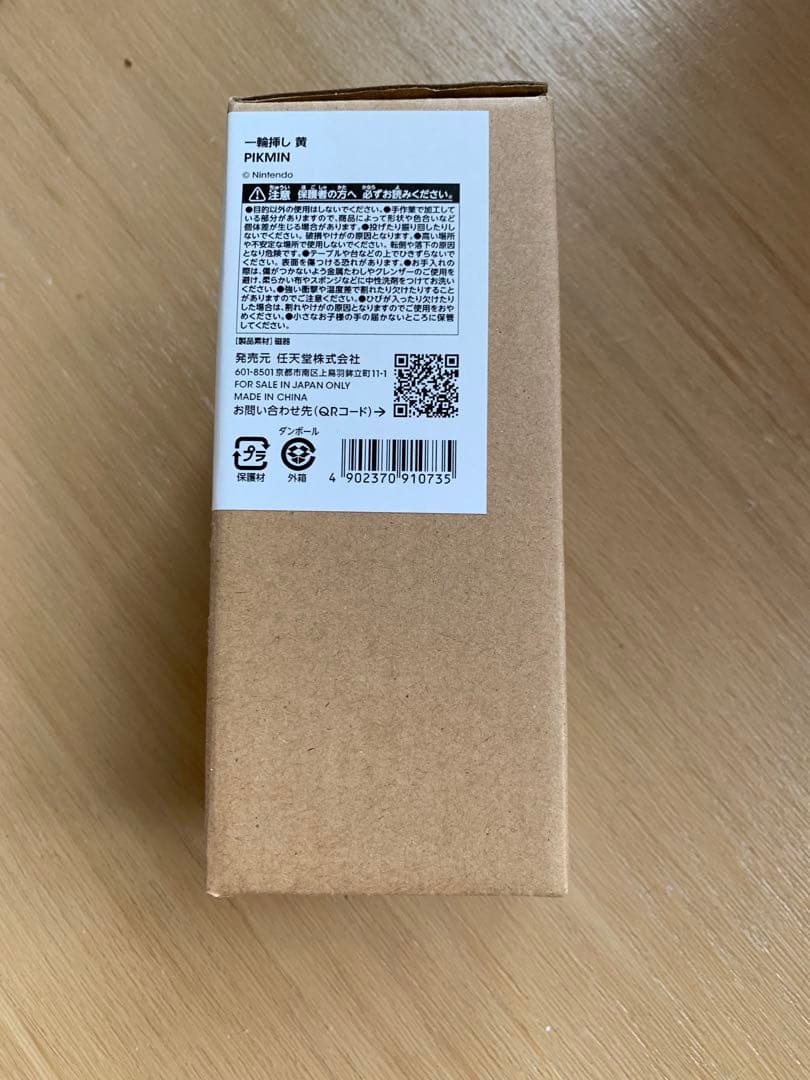 一輪挿し 黄
PIKMIN
© Nintendo
注意 保護者の方へ 必ずお読みください。
●目的以外の使用はしないでください。●手作業で加工して
いる部分がありますので、商品によって形状や色合いなど
個体差が生じる場合があります。●投げたり振り回したりし
ないでください。破損やけがの原因となります。●高い場所
や不安定な場所で使用しないでください。転倒や落下の原因
となり危険です。●テーブルや台などの上でひきずらないで
ください。表面を傷つける恐れがあります。●お手入れの
際は、傷がつかないよう金属たわしやクレンザーのご使用を
避け、柔らかい布やスポンジなどに中性洗剤をつけてお洗い
ください。●強い衝撃や温度差で割れたり欠けたりすること
がありますのでご注意ください。●ひびが入ったり欠けたり
した場合は、割れやけがの原因となりますのでご使用をおや
めください。●小さなお子様の手の届かないところに保管
してください。
[製品素材] 磁器
発売元 任天堂株式会社
601-8501 京都市南区上鳥羽鉾立町11-1
FOR SALE IN JAPAN ONLY
MADE IN CHINA
お問い合わせ先(QRコード)→
ダンボール
プラ
保護材 外箱
4 902370 910735